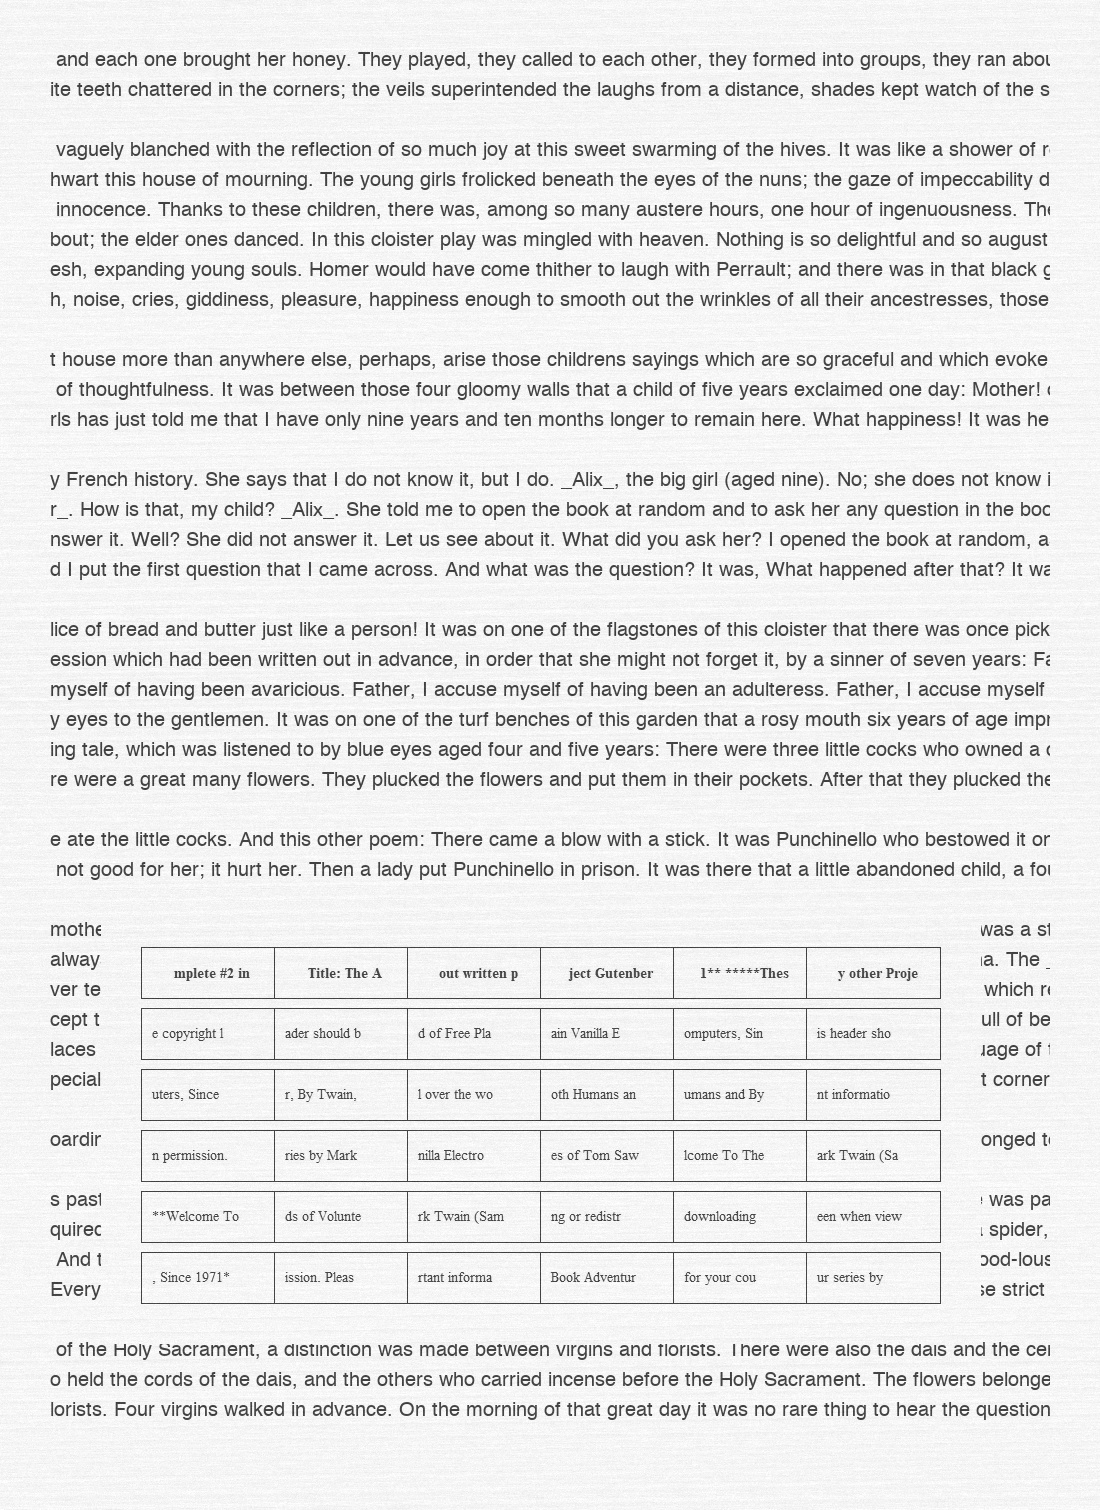 and each one brought her honey. They played, they called to each other, they formed into groups, they ran abou
ite teeth chattered in the corners; the veils superintended the laughs from a distance, shades kept watch of the s
vaguely blanched with the reflection of so much joy at this sweet swarming of the hives. It was like a shower of r
hwart this house of mourning. The young girls frolicked beneath the eyes of the nuns; the gaze of impeccability d
innocence. Thanks to these children, there was, among so many austere hours, one hour of ingenuousness. The
bout; the elder ones danced. In this cloister play was mingled with heaven. Nothing is so delightful and so august
esh, expanding young souls. Homer would have come thither to laugh with Perrault; and there was in that black g
h, noise, cries, giddiness, pleasure, happiness enough to smooth out the wrinkles of all their ancestresses, those
t house more than anywhere else, perhaps, arise those childrens sayings which are so graceful and which evoke
of thoughtfulness. It was between those four gloomy walls that a child of five years exclaimed one day: Mother!
rls has just told me that I have only nine years and ten months longer to remain here. What happiness! It was he
y French history. She says that I do not know it, but I do. _Alix_, the big girl (aged nine). No; she does not know i
r_. How is that, my child? _Alix_. She told me to open the book at random and to ask her any question in the boo
nswer it. Well? She did not answer it. Let us see about it. What did you ask her? I opened the book at random, a
d I put the first question that I came across. And what was the question? It was, What happened after that? It wa
lice of bread and butter just like a person! It was on one of the flagstones of this cloister that there was once pick
ession which had been written out in advance, in order that she might not forget it, by a sinner of seven years: Fa
myself of having been avaricious. Father, I accuse myself of having been an adulteress. Father, I accuse myself
y eyes to the gentlemen. It was on one of the turf benches of this garden that a rosy mouth six years of age impr
ing tale, which was listened to by blue eyes aged four and five years: There were three little cocks who owned a
re were a great many flowers. They plucked the flowers and put them in their pockets. After that they plucked the
e ate the little cocks. And this other poem: There came a blow with a stick. It was Punchinello who bestowed it on
not good for her; it hurt her. Then a lady put Punchinello in prison. It was there that a little abandoned child, a fou
mothe was a st
alway a. The _
ver te which re
cept t ull of be
laces uage of
pecial t corner
oardin onged to
s past was pa
quired spider,
And t ood-lous
Every se strict
mplete #2 in Title: The A out written p ject Gutenber 1** *****Thes y other Proje
e copyright l ader should b d of Free Pla ain Vanilla E omputers, Sin is header sho
uters, Since r, By Twain, l over the wo oth Humans an umans and By nt informatio
n permission. ries by Mark nilla Electro es of Tom Saw lcome To The ark Twain (Sa
**Welcome To ds of Volunte rk Twain (Sam ng or redistr downloading een when view
, Since 1971* ission. Pleas rtant informa Book Adventur for your cou ur series by
of the Holy Sacrament, a distinction was made between virgins and florists. There were also the dais and the cen
o held the cords of the dais, and the others who carried incense before the Holy Sacrament. The flowers belonge
lorists. Four virgins walked in advance. On the morning of that great day it was no rare thing to hear the question